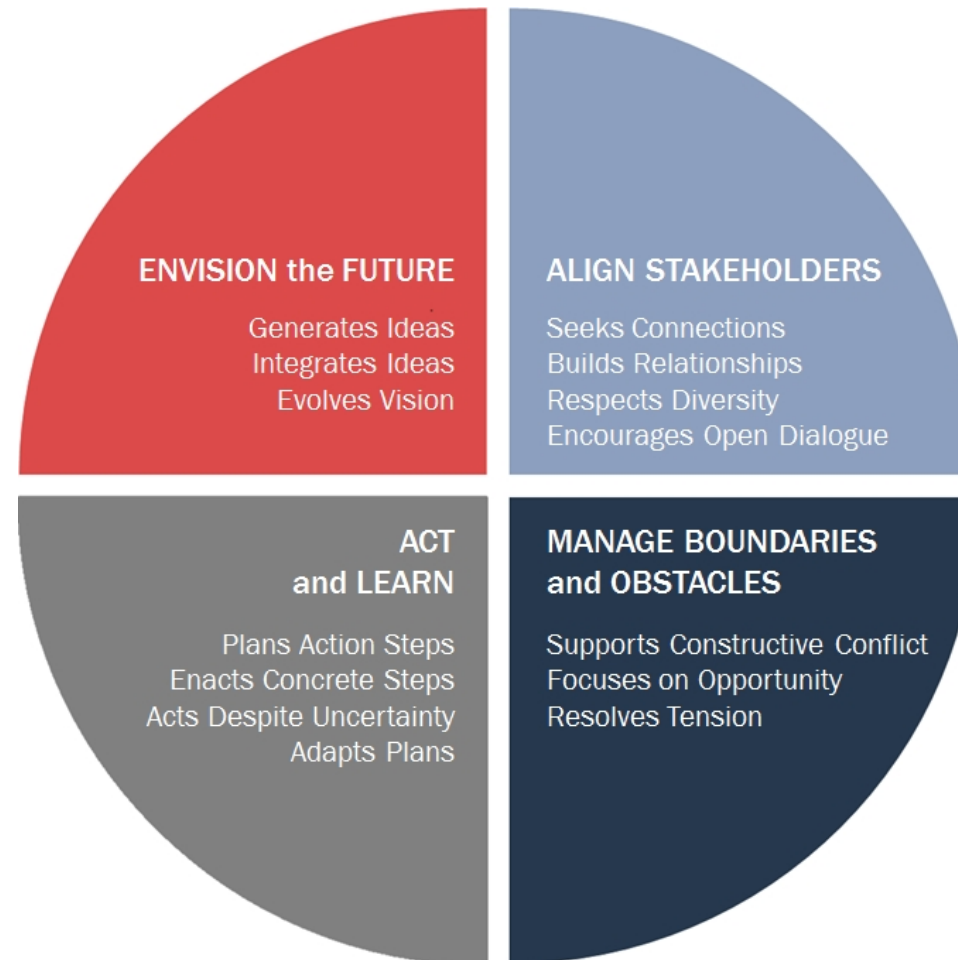 ENVISION the FUTURE
Generates Ideas
Integrates Ideas
Evolves Vision
ALIGN STAKEHOLDERS
Seeks Connections
Builds Relationships
Respects Diversity
Encourages Open Dialogue
ACT
and LEARN
Plans Action Steps
Enacts Concrete Steps
Acts Despite Uncertainty
Adapts Plans
MANAGE BOUNDARIES
and OBSTACLES
Supports Constructive Conflict
Focuses on Opportunity
Resolves Tension